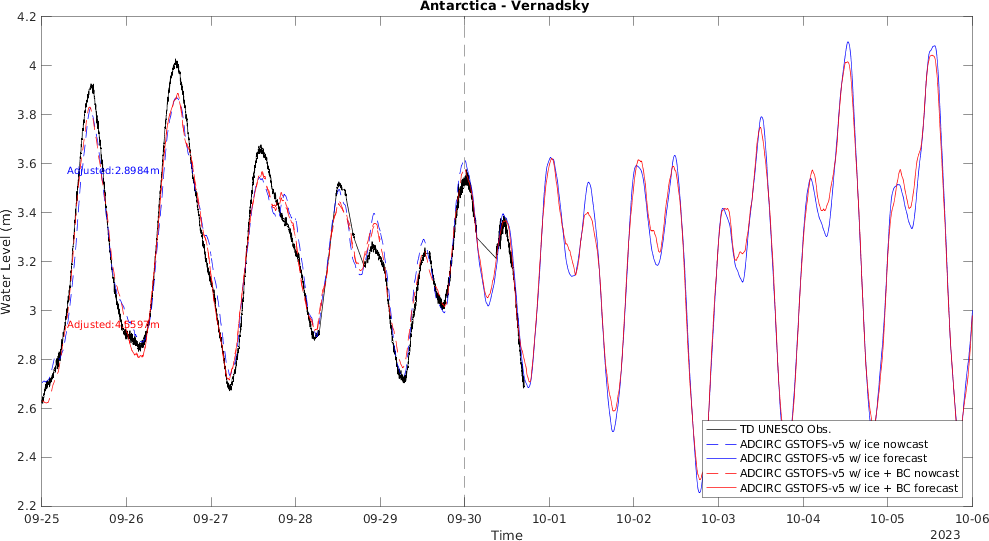 Antarctica - Vernadsky
4.2
4
3.8
3.6
3.4
3.2
3
2.8
2.6
2.4
2.2
Water Level (m)
Adjusted:2.8984m
Adjusted:4.5597m
TD UNESCO Obs.
ADCIRC GSTOFS-v5 w/ ice nowcast
ADCIRC GSTOFS-v5 w/ ice forecast
ADCIRC GSTOFS-v5 w/ ice + BC nowcast
ADCIRC GSTOFS-v5 w/ ice + BC forecast
09-25 09-26 09-27 09-28 09-29 09-30 10-01 10-02 10-03 10-04 10-05 10-06
Time
2023